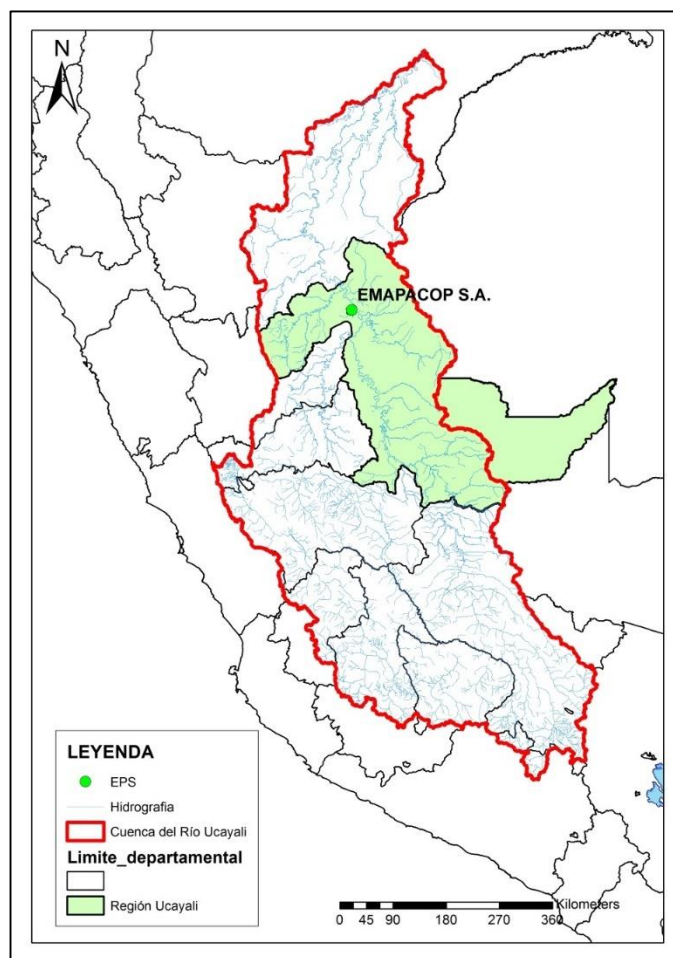 N
EMAPACOP S.A.
LEYENDA
EPS
Hidrografia
Cuenca del Río Ucayali
Limite_departamental
Región Ucayali
Kilometers
0 45 90 180 270 360